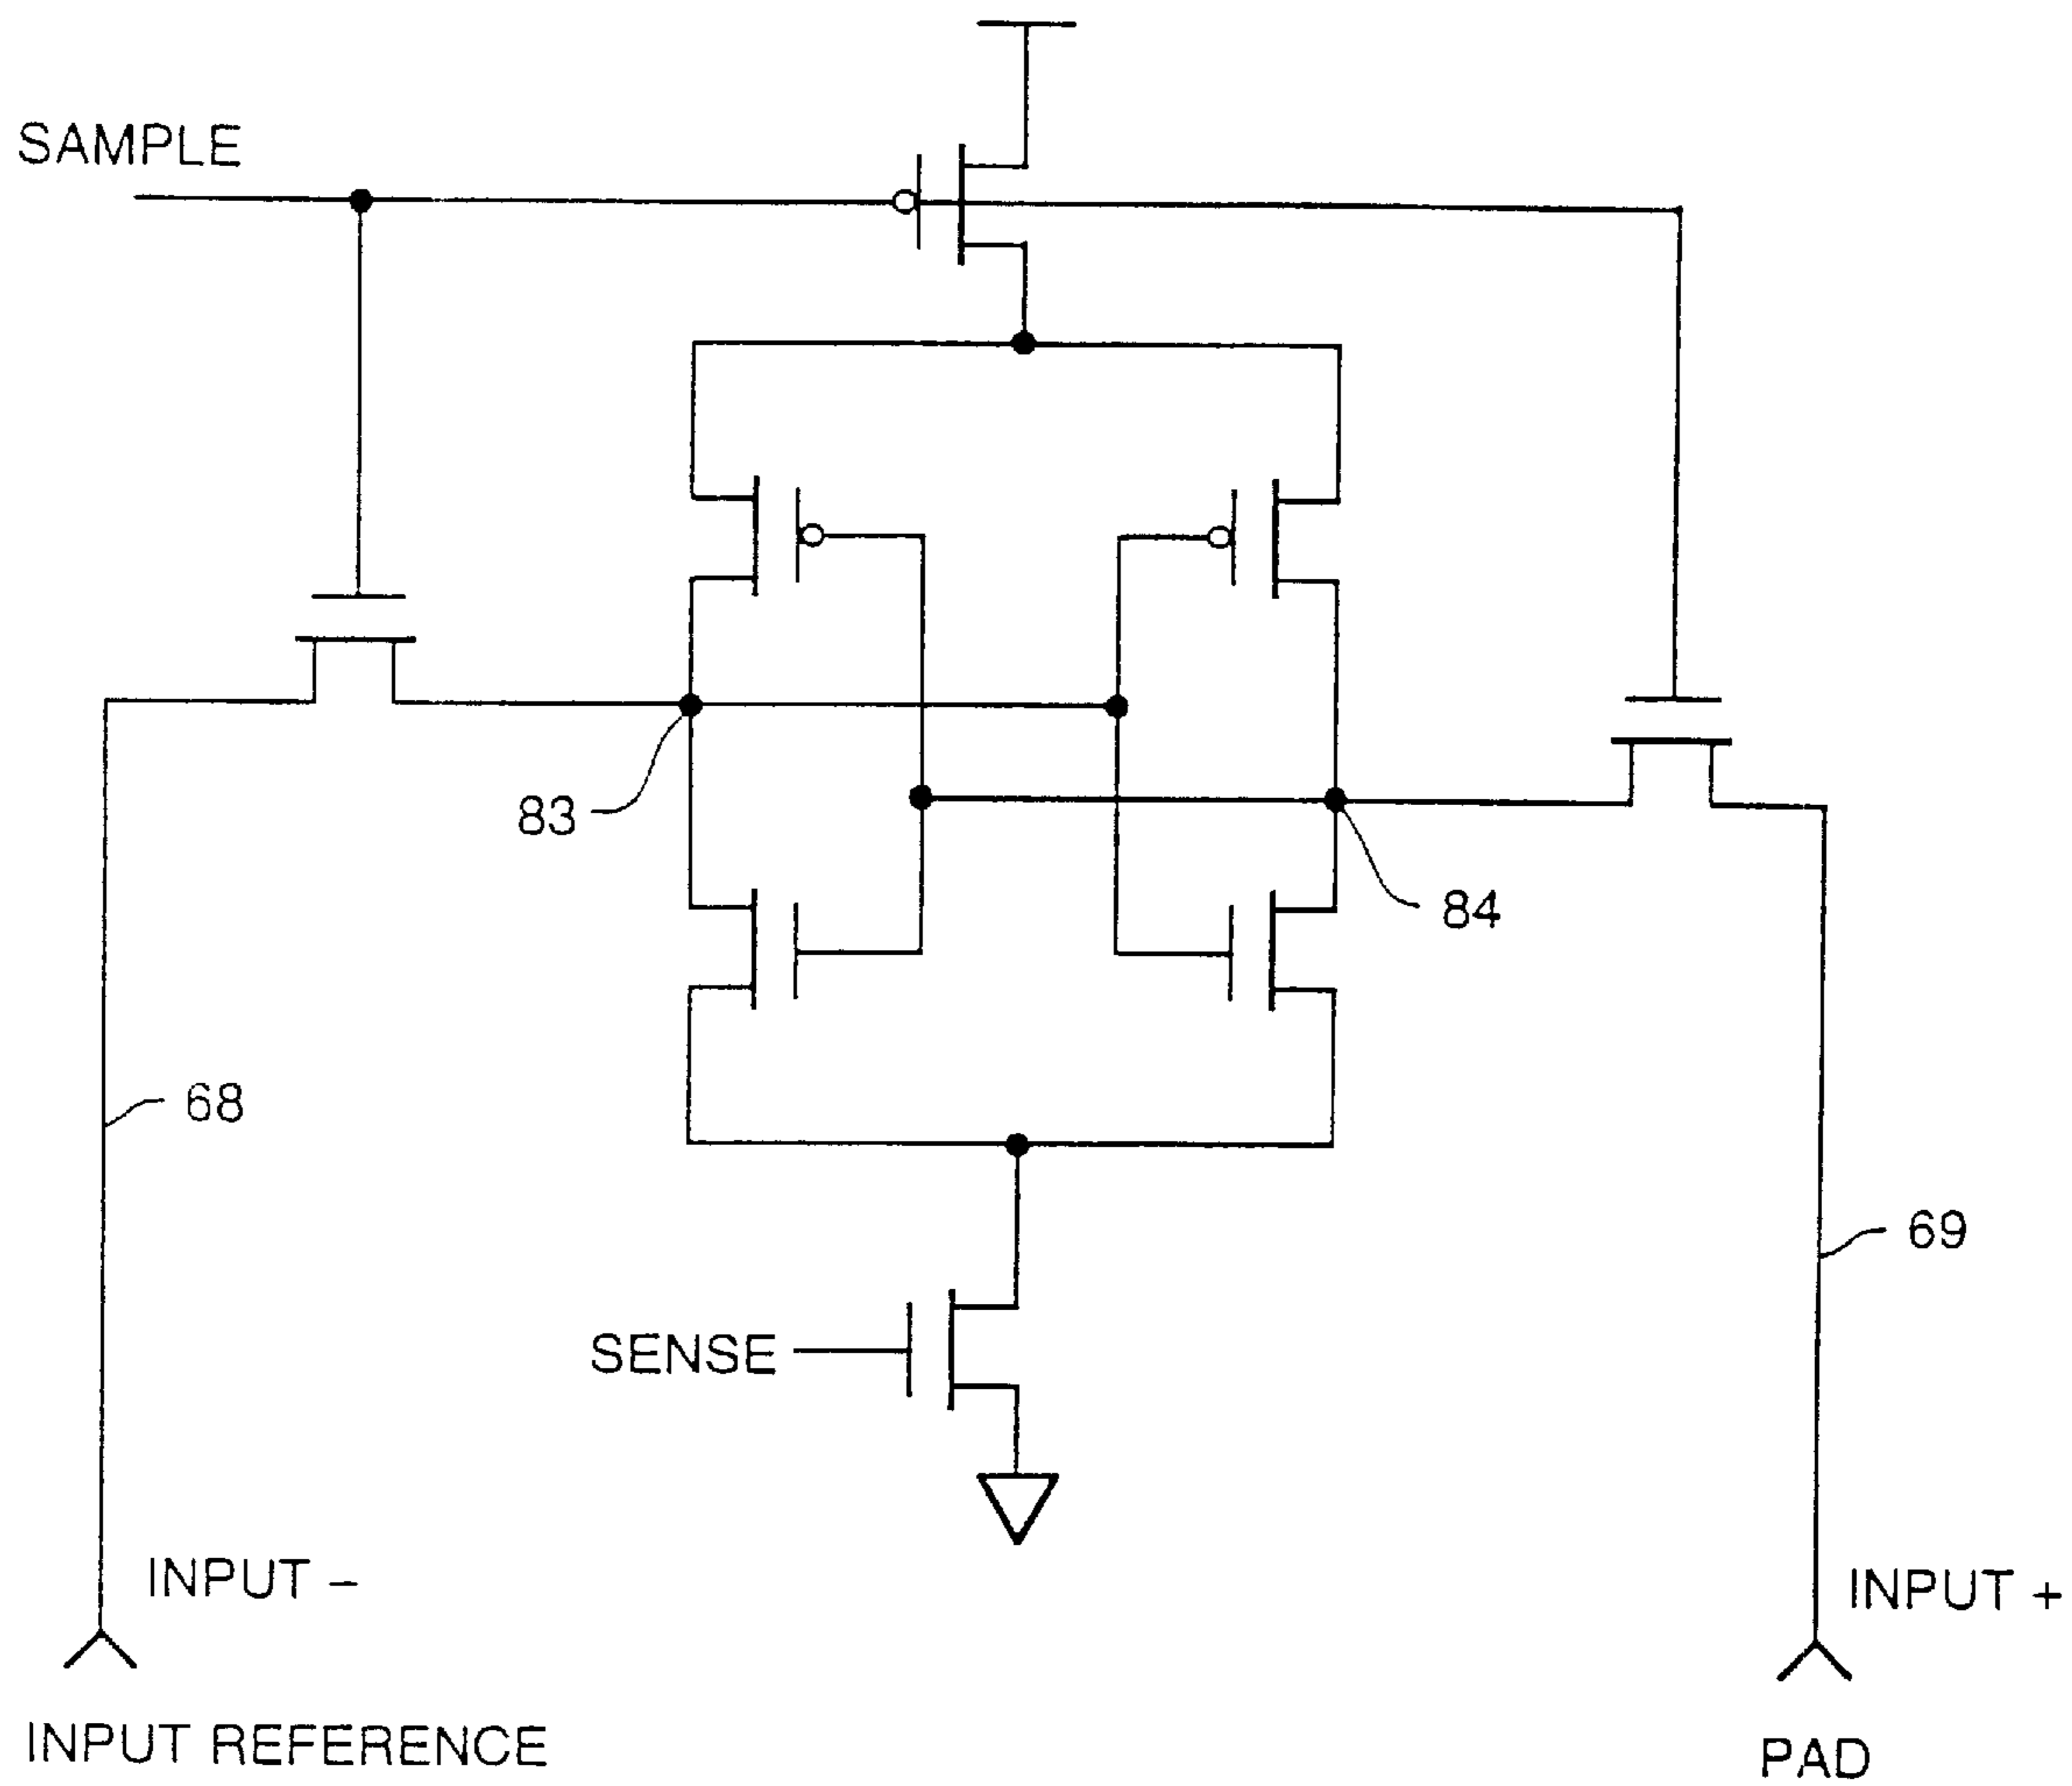 SAMPLE
83
84
68
69
SENSE
INPUT –
INPUT +
INPUT REFERENCE
PAD